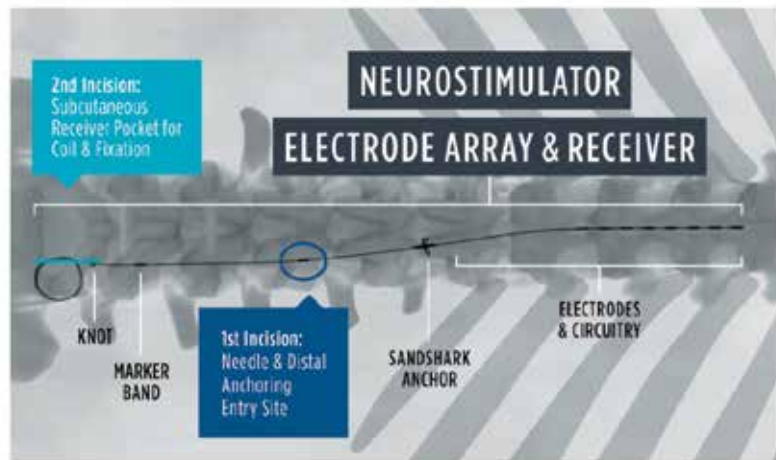 NEUROSTIMULATOR
ELECTRODE ARRAY & RECEIVER
2nd Incision:
Subcutaneous
Receiver Pocket for
Coil & Fixation
KNOT
MARKER
BAND
1st Incision:
Needle & Distal
Anchoring
Entry Site
SANDSHARK
ANCHOR
ELECTRODES
& CIRCUITRY